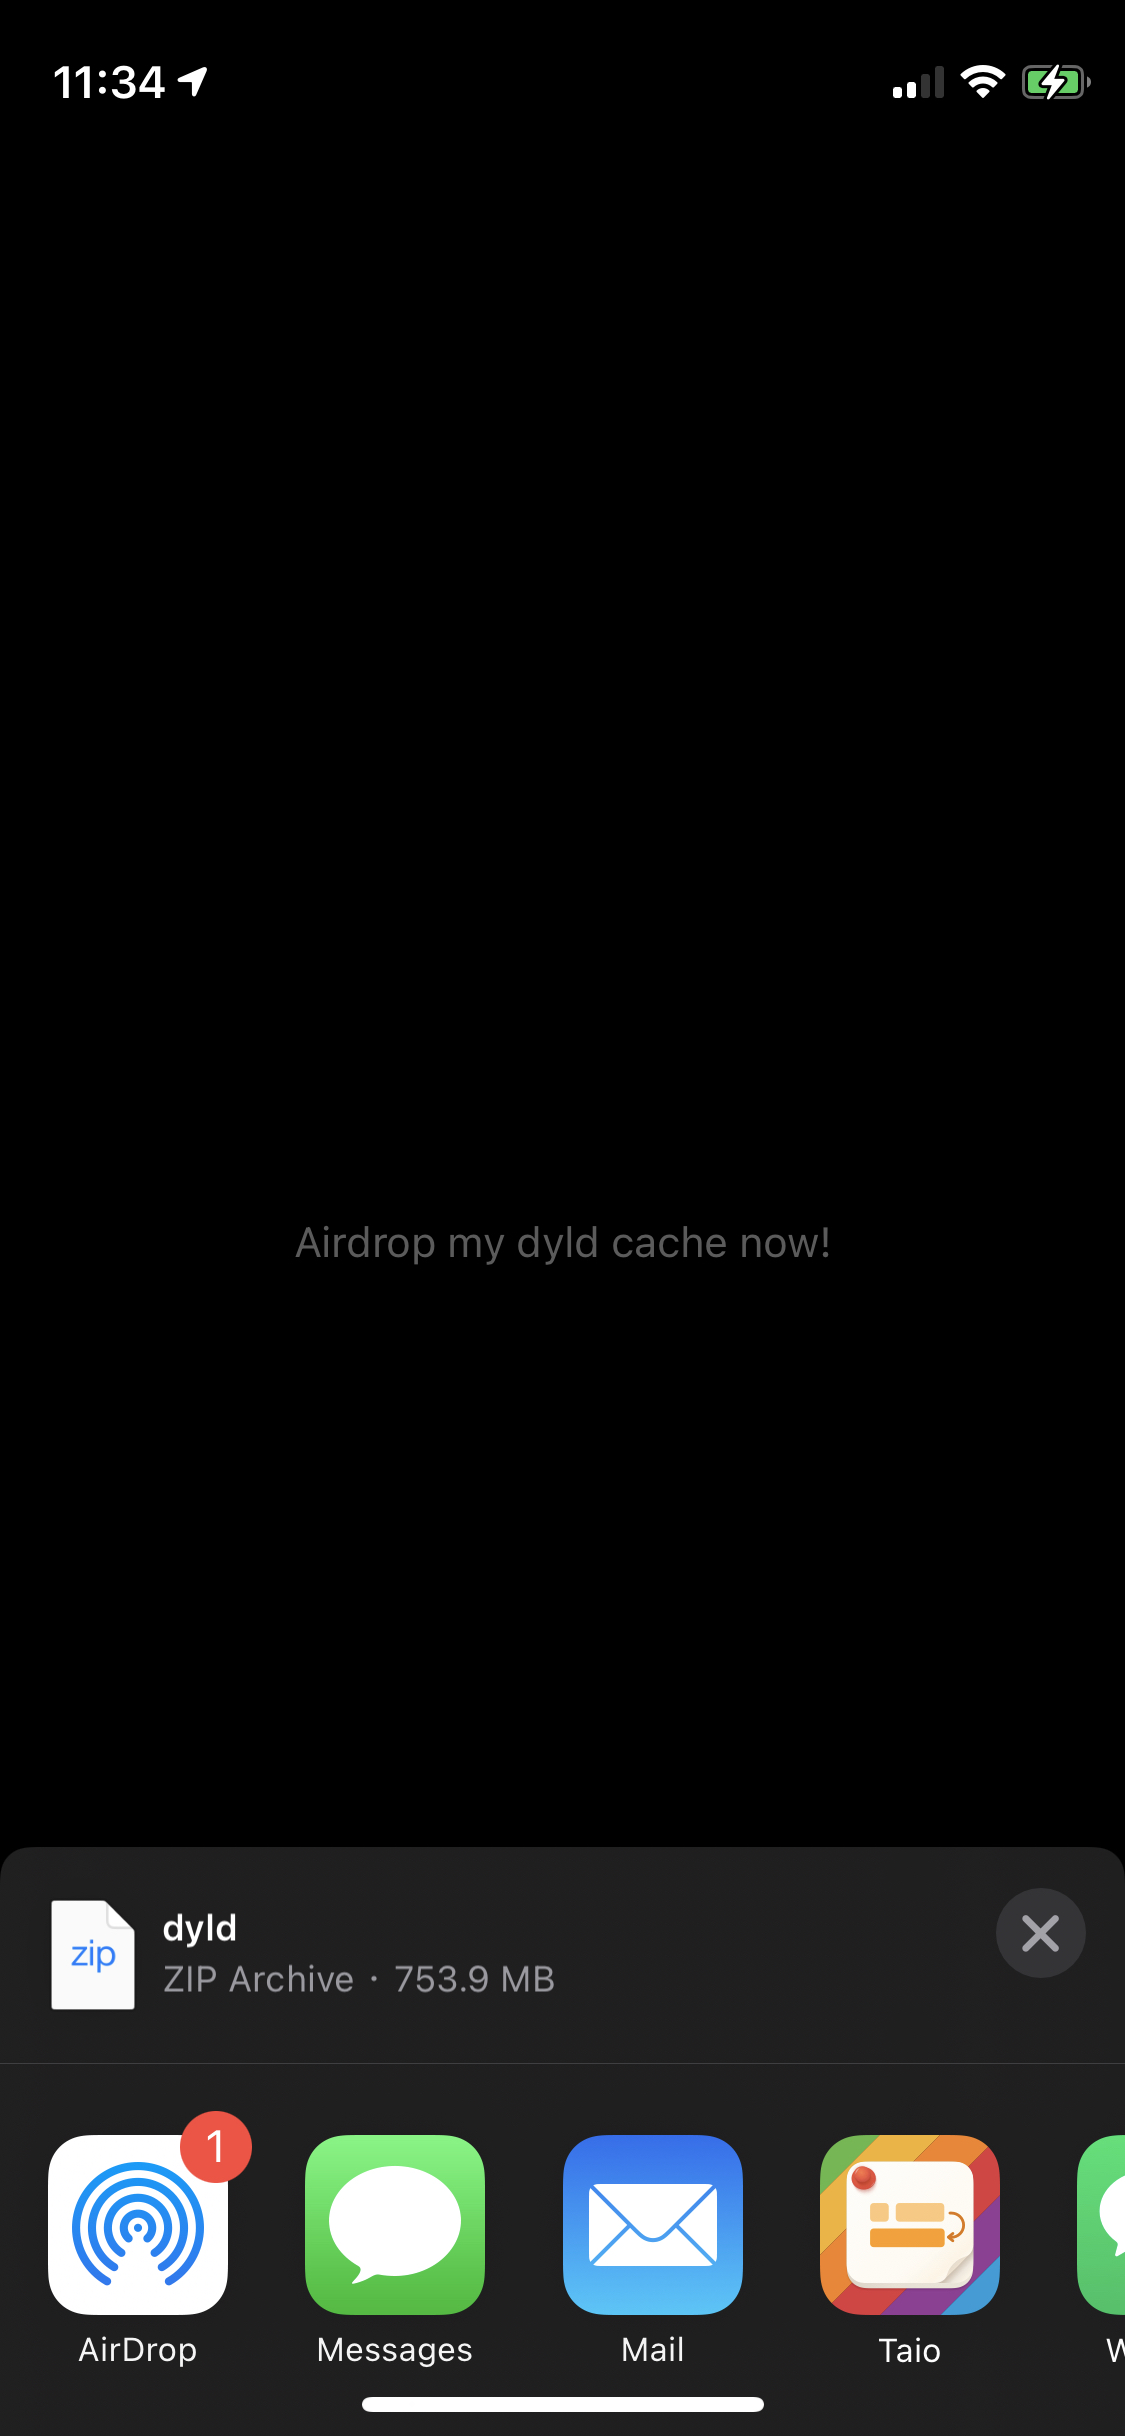 11:34
Airdrop my dyld cache now!
zip
dyld
ZIP Archive · 753.9 MB
1
AirDrop
Messages
Mail
Taio